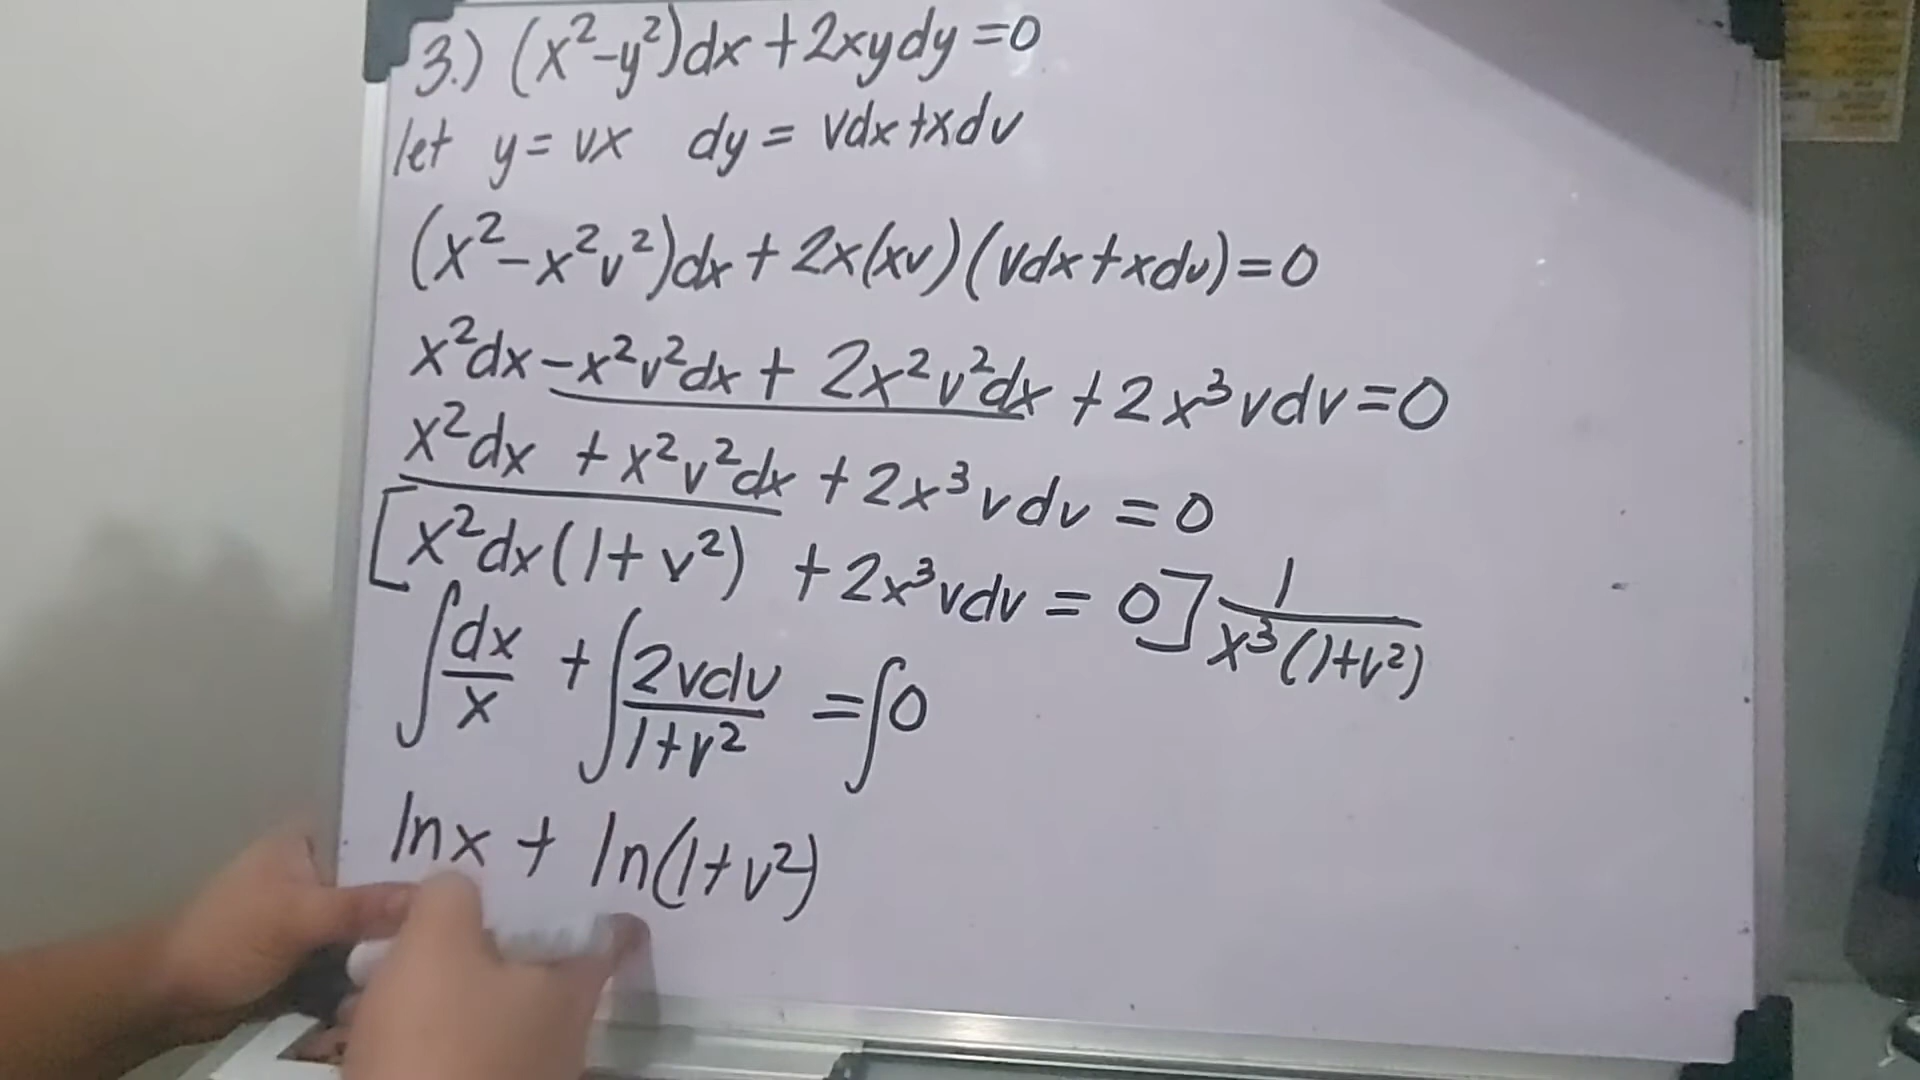 3.) (x²-y²)dx+2xydy=0
let y=vx dy= vdx+xdv
(x²-x²v²)dx+2x(xv)(vdx+xdv)=0
x²dx-x²v²dx+2x²v²dx+2x³vdv=0
x²dx+x²v²dx+2x³vdv=0
[x²dx(1+v²)+2x³vdv=0] 1/x³(1+v²)
∫dx/x+∫2vdv/1+v²=∫0
lnx+ln(1+v²)